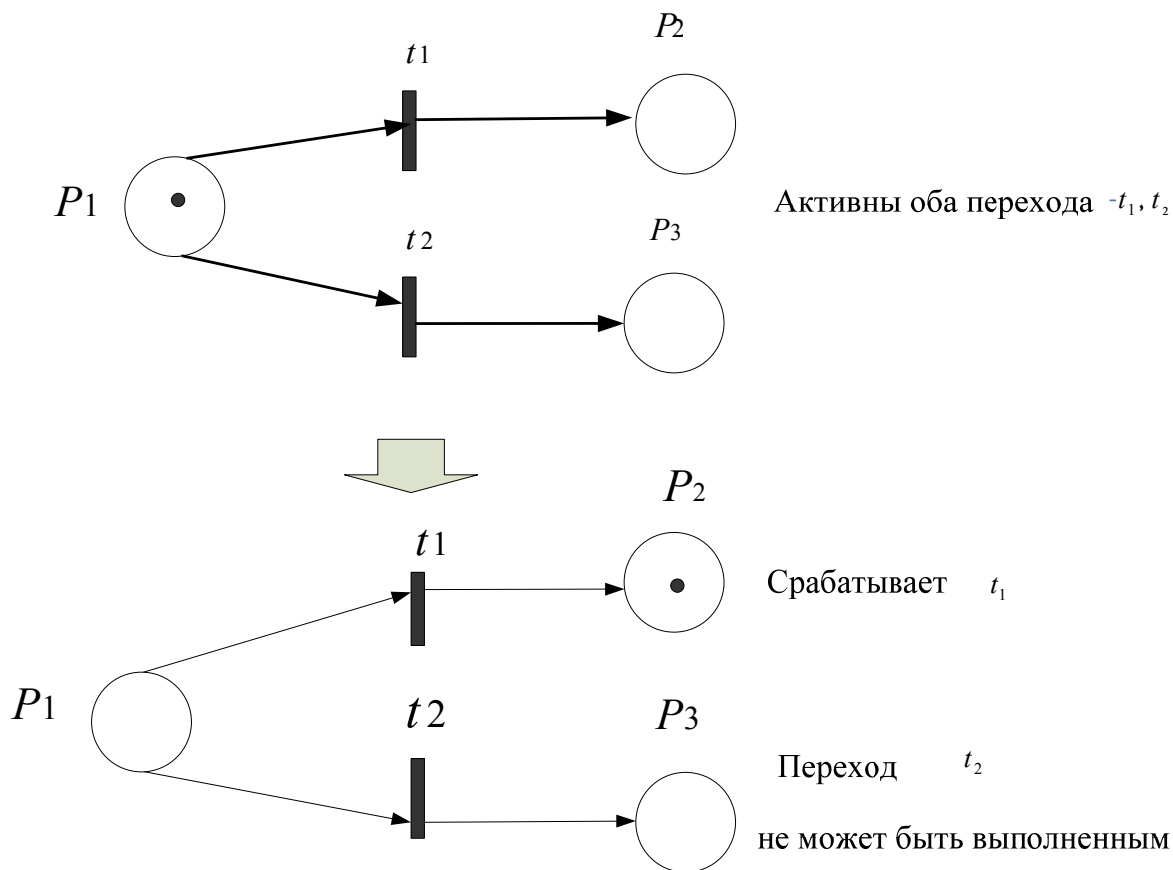 P2
t1
P1
Активны оба перехода -t₁, t₂
t2
P3
P2
t1
Срабатывает t₁
P1
t2
P3
Переход t₂
не может быть выполненным